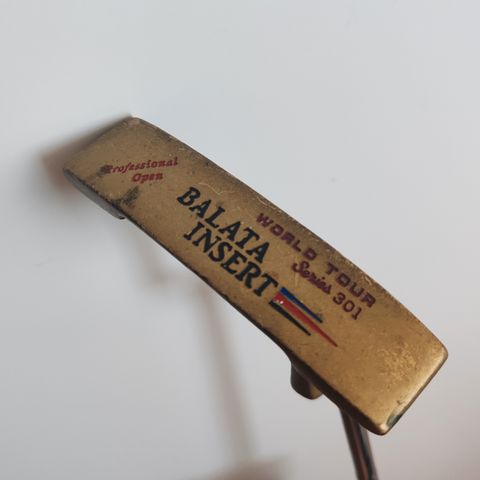 Professional
Open
BALATA
INSERT
WORLD TOUR
Series 301